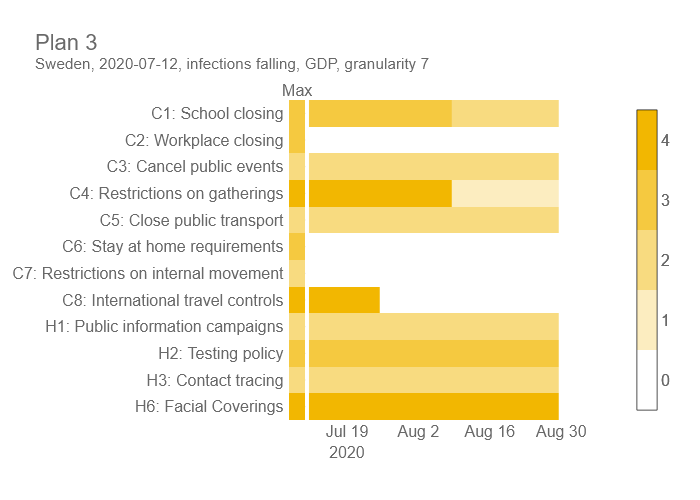 Plan 3
Sweden, 2020-07-12, infections falling, GDP, granularity 7
Max
C1: School closing
C2: Workplace closing
C3: Cancel public events
C4: Restrictions on gatherings
C5: Close public transport
C6: Stay at home requirements
C7: Restrictions on internal movement
C8: International travel controls
H1: Public information campaigns
H2: Testing policy
H3: Contact tracing
H6: Facial Coverings
Jul 19 Aug 2 Aug 16 Aug 30
2020
4
3
2
1
0